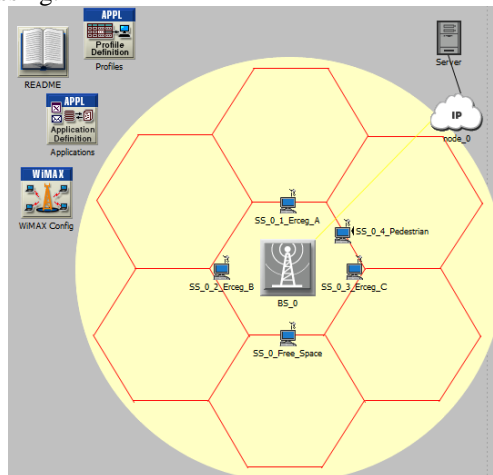 APPL
Profile
Definition
Profiles
README
APPL
Application
Definition
Applications
WiMAX
WiMAX Config
Server
IP
node_0
SS_0_1_Erceg_A
SS_0_4_Pedestrian
SS_0_2_Erceg_B
SS_0_3_Erceg_C
BS_0
SS_0_Free_Space